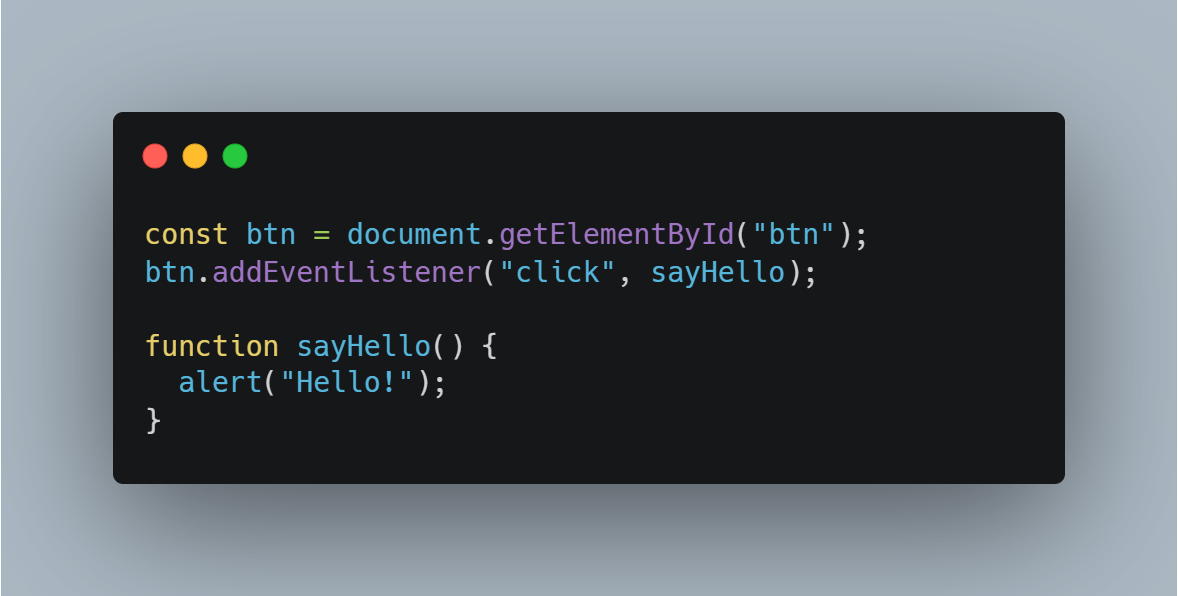 const btn = document.getElementById("btn");
btn.addEventListener("click", sayHello);

function sayHello() {
  alert("Hello!");
}